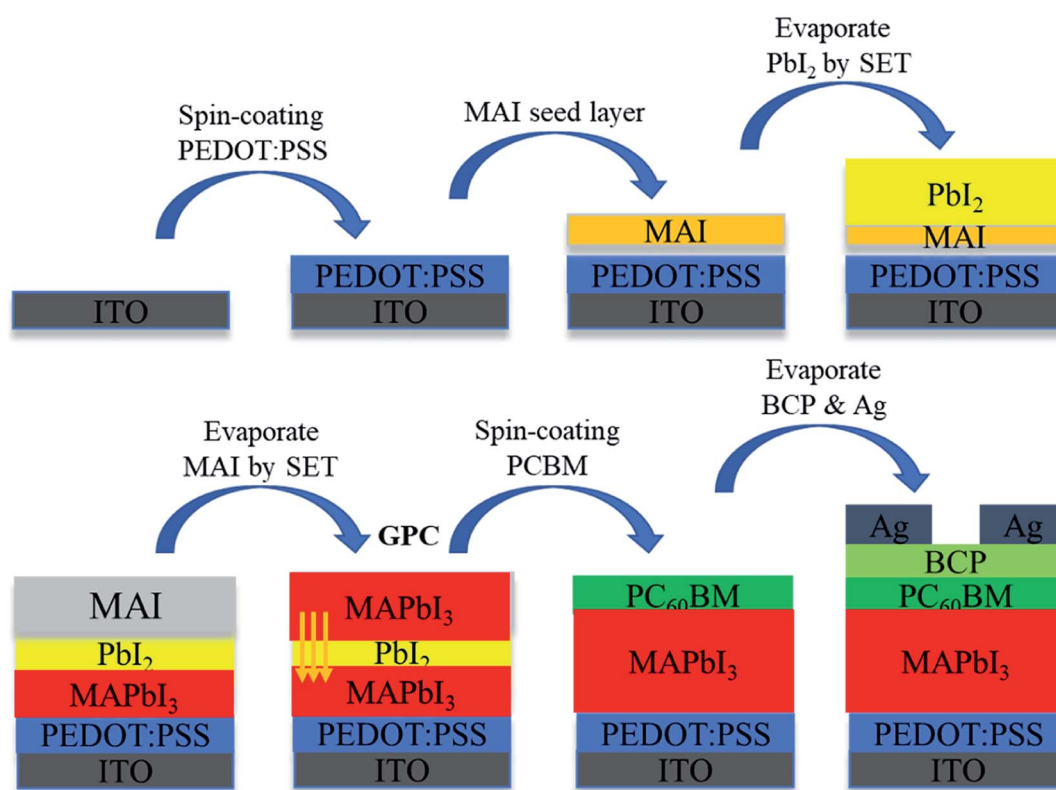 Spin-coating
PEDOT:PSS
MAI seed layer
Evaporate
PbI₂ by SET
ITO
PEDOT:PSS
ITO
MAI
PEDOT:PSS
ITO
PbI₂
MAI
PEDOT:PSS
ITO
Evaporate
MAI by SET
GPC
Spin-coating
PCBM
Evaporate
BCP & Ag
MAI
PbI₂
MAPbI₃
PEDOT:PSS
ITO
MAPbI₃
PbI₂
MAPbI₃
PEDOT:PSS
ITO
PC₆₀BM
MAPbI₃
PEDOT:PSS
ITO
Ag Ag
BCP
PC₆₀BM
MAPbI₃
PEDOT:PSS
ITO